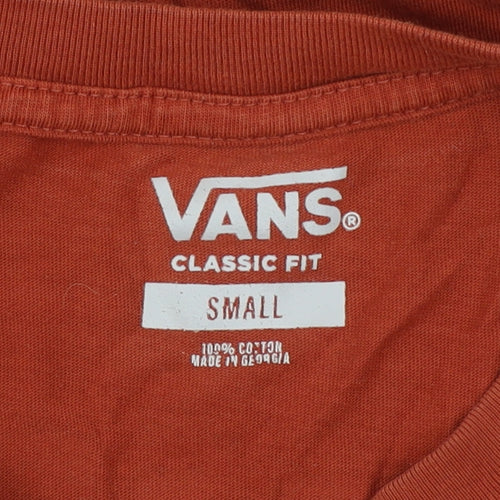 VANS®
CLASSIC FIT
SMALL
100% COTTON
MADE IN GEORGIA